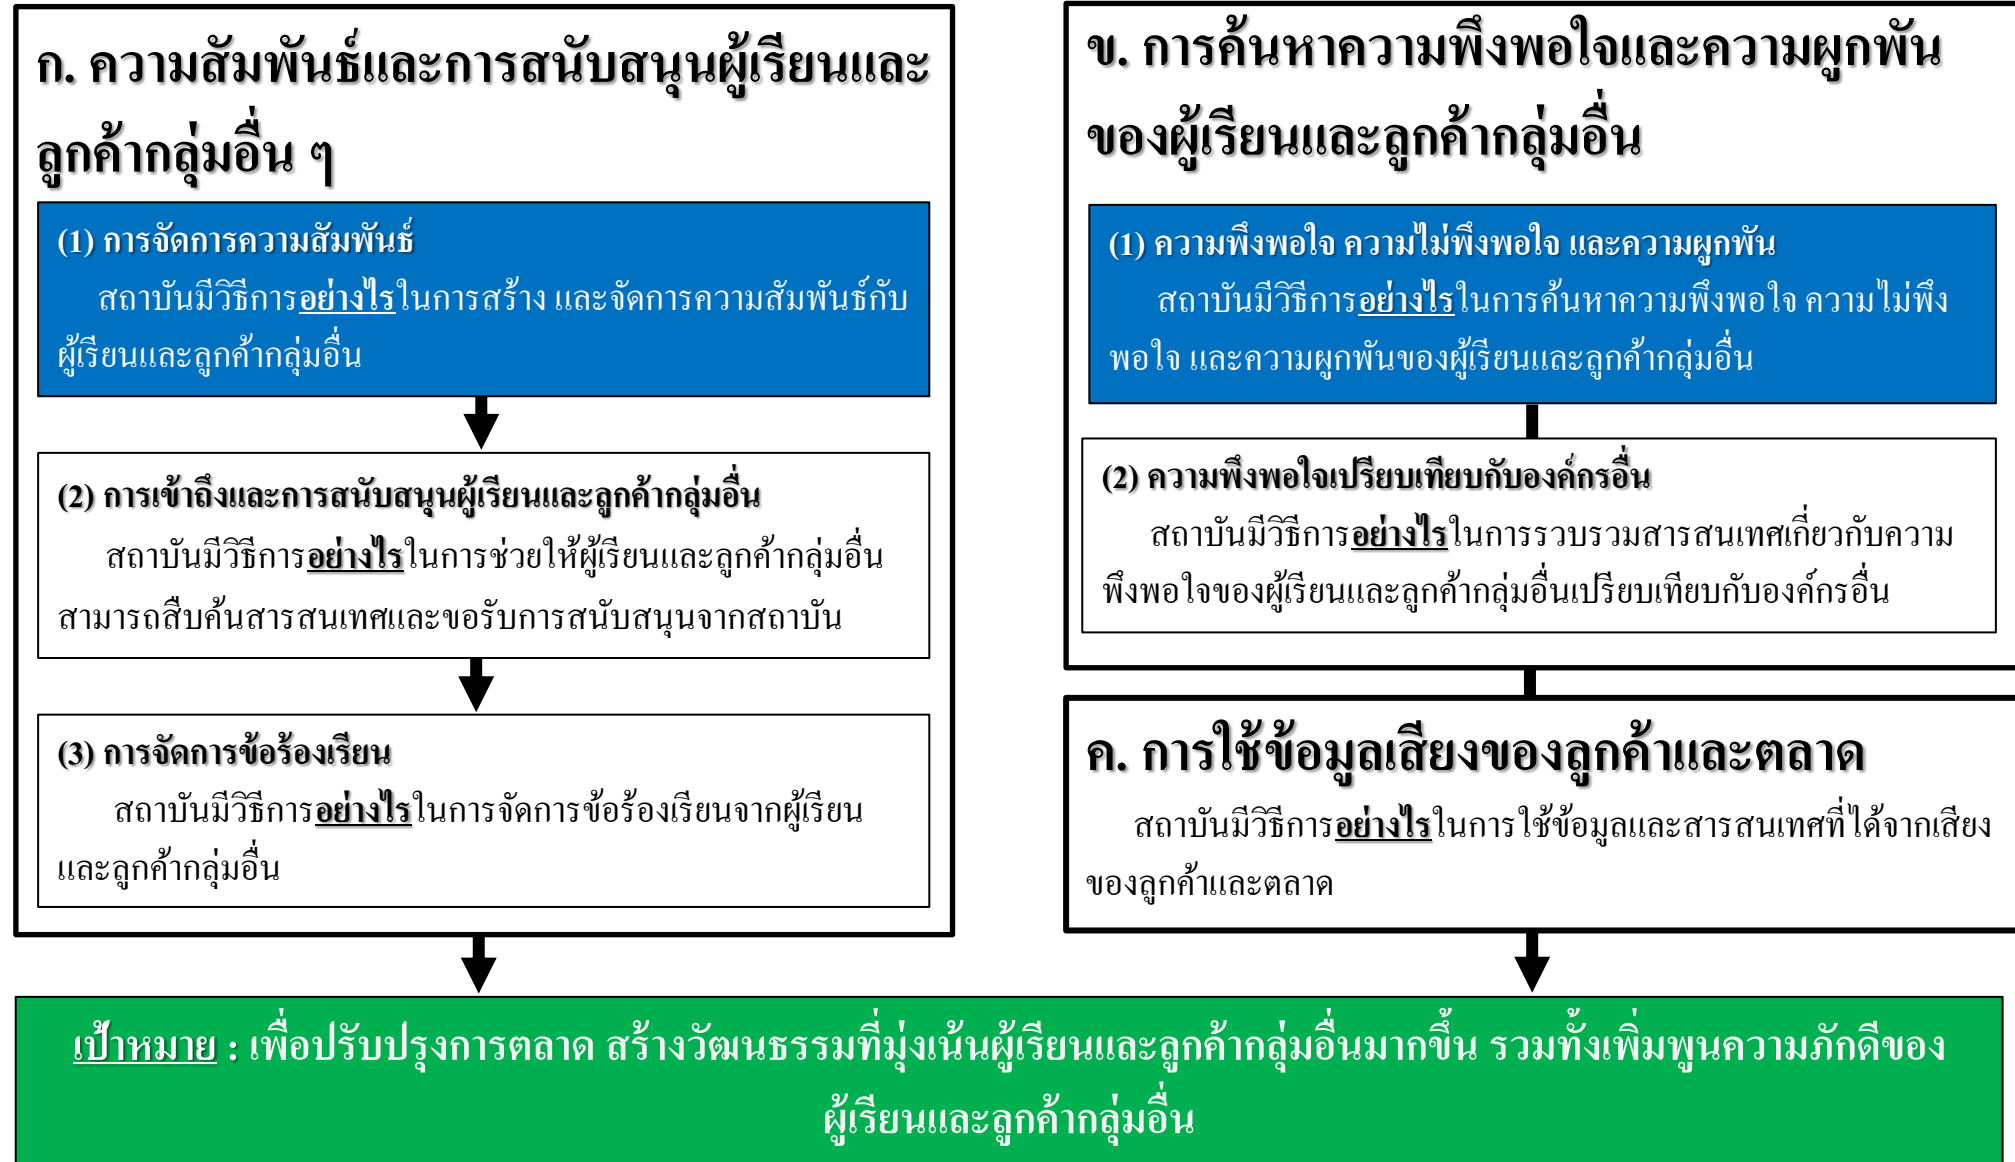 ก. ความสัมพันธ์และการสนับสนุนผู้เรียนและ
ลูกค้ากลุ่มอื่น ๆ
(1) การจัดการความสัมพันธ์
สถาบันมีวิธีการอย่างไรในการสร้าง และจัดการความสัมพันธ์กับ
ผู้เรียนและลูกค้ากลุ่มอื่น
(2) การเข้าถึงและการสนับสนุนผู้เรียนและลูกค้ากลุ่มอื่น
สถาบันมีวิธีการอย่างไรในการช่วยให้ผู้เรียนและลูกค้ากลุ่มอื่น
สามารถสืบค้นสารสนเทศและขอรับการสนับสนุนจากสถาบัน
(3) การจัดการข้อร้องเรียน
สถาบันมีวิธีการอย่างไรในการจัดการข้อร้องเรียนจากผู้เรียน
และลูกค้ากลุ่มอื่น
ข. การค้นหาความพึงพอใจและความผูกพัน
ของผู้เรียนและลูกค้ากลุ่มอื่น
(1) ความพึงพอใจ ความไม่พึงพอใจ และความผูกพัน
สถาบันมีวิธีการอย่างไรในการค้นหาความพึงพอใจ ความไม่พึง
พอใจ และความผูกพันของผู้เรียนและลูกค้ากลุ่มอื่น
(2) ความพึงพอใจเปรียบเทียบกับองค์กรอื่น
สถาบันมีวิธีการอย่างไรในการรวบรวมสารสนเทศเกี่ยวกับความ
พึงพอใจของผู้เรียนและลูกค้ากลุ่มอื่นเปรียบเทียบกับองค์กรอื่น
ค. การใช้ข้อมูลเสียงของลูกค้าและตลาด
สถาบันมีวิธีการอย่างไรในการใช้ข้อมูลและสารสนเทศที่ได้จากเสียง
ของลูกค้าและตลาด
เป้าหมาย : เพื่อปรับปรุงการตลาด สร้างวัฒนธรรมที่มุ่งเน้นผู้เรียนและลูกค้ากลุ่มอื่นมากขึ้น รวมทั้งเพิ่มพูนความภักดีของ
ผู้เรียนและลูกค้ากลุ่มอื่น